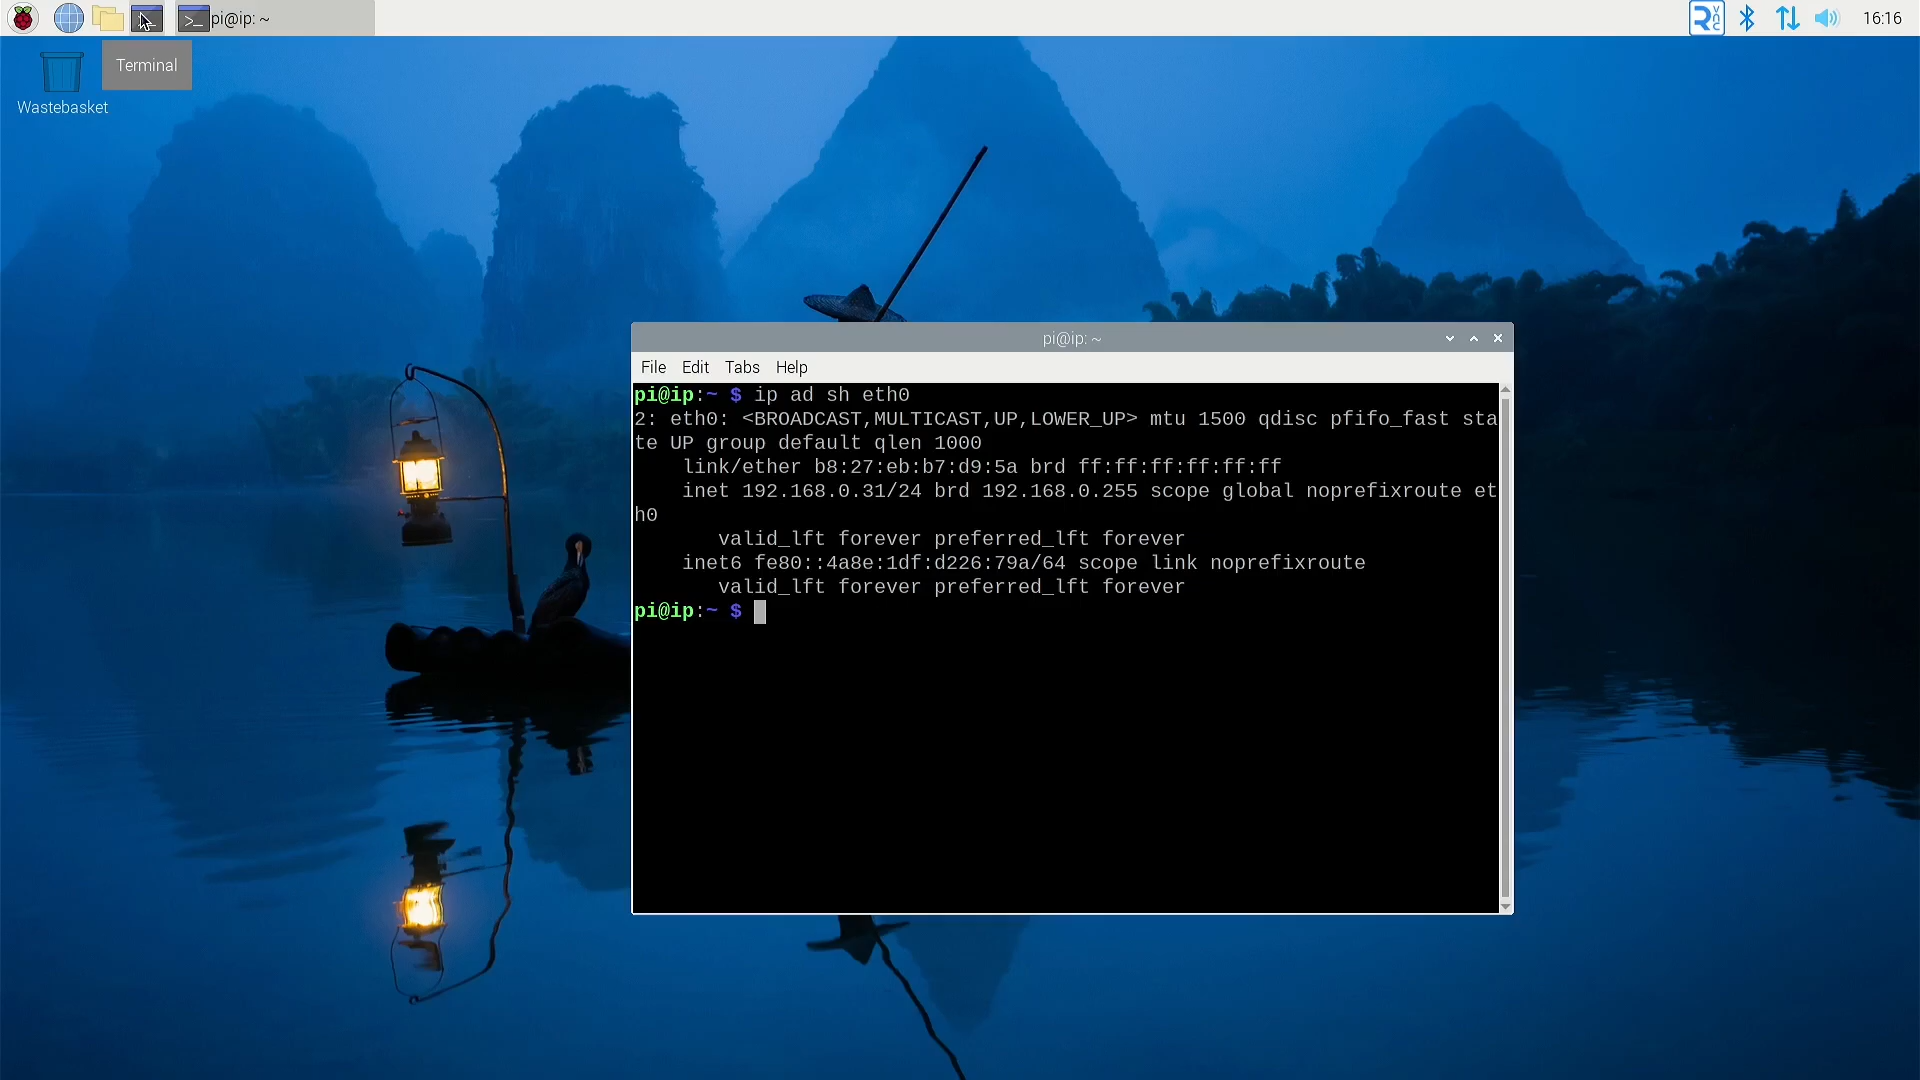 pi@ip: ~
16:16
Terminal
Wastebasket
pi@ip: ~
File Edit Tabs Help
pi@ip:~ $ ip ad sh eth0
2: eth0: <BROADCAST,MULTICAST,UP,LOWER_UP> mtu 1500 qdisc pfifo_fast sta
te UP group default qlen 1000
    link/ether b8:27:eb:b7:d9:5a brd ff:ff:ff:ff:ff:ff
    inet 192.168.0.31/24 brd 192.168.0.255 scope global noprefixroute et
h0
       valid_lft forever preferred_lft forever
    inet6 fe80::4a8e:1df:d226:79a/64 scope link noprefixroute
       valid_lft forever preferred_lft forever
pi@ip:~ $